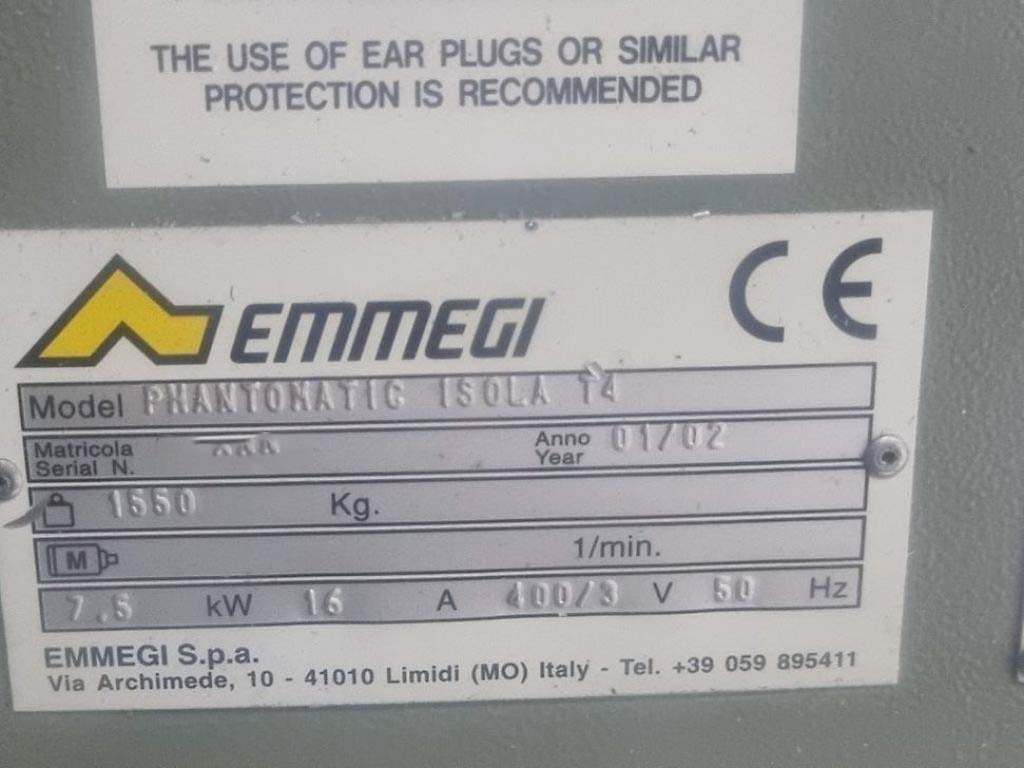 THE USE OF EAR PLUGS OR SIMILAR
PROTECTION IS RECOMMENDED
EMMEGI CE
Model PHANTOMATIC ISOLA T4
Matricola
Serial N.
Anno
Year 01/02
1550 Kg.
M 1/min.
7.5 kW 16 A 400/3 V 50 Hz
EMMEGI S.p.a.
Via Archimede, 10 - 41010 Limidi (MO) Italy - Tel. +39 059 895411